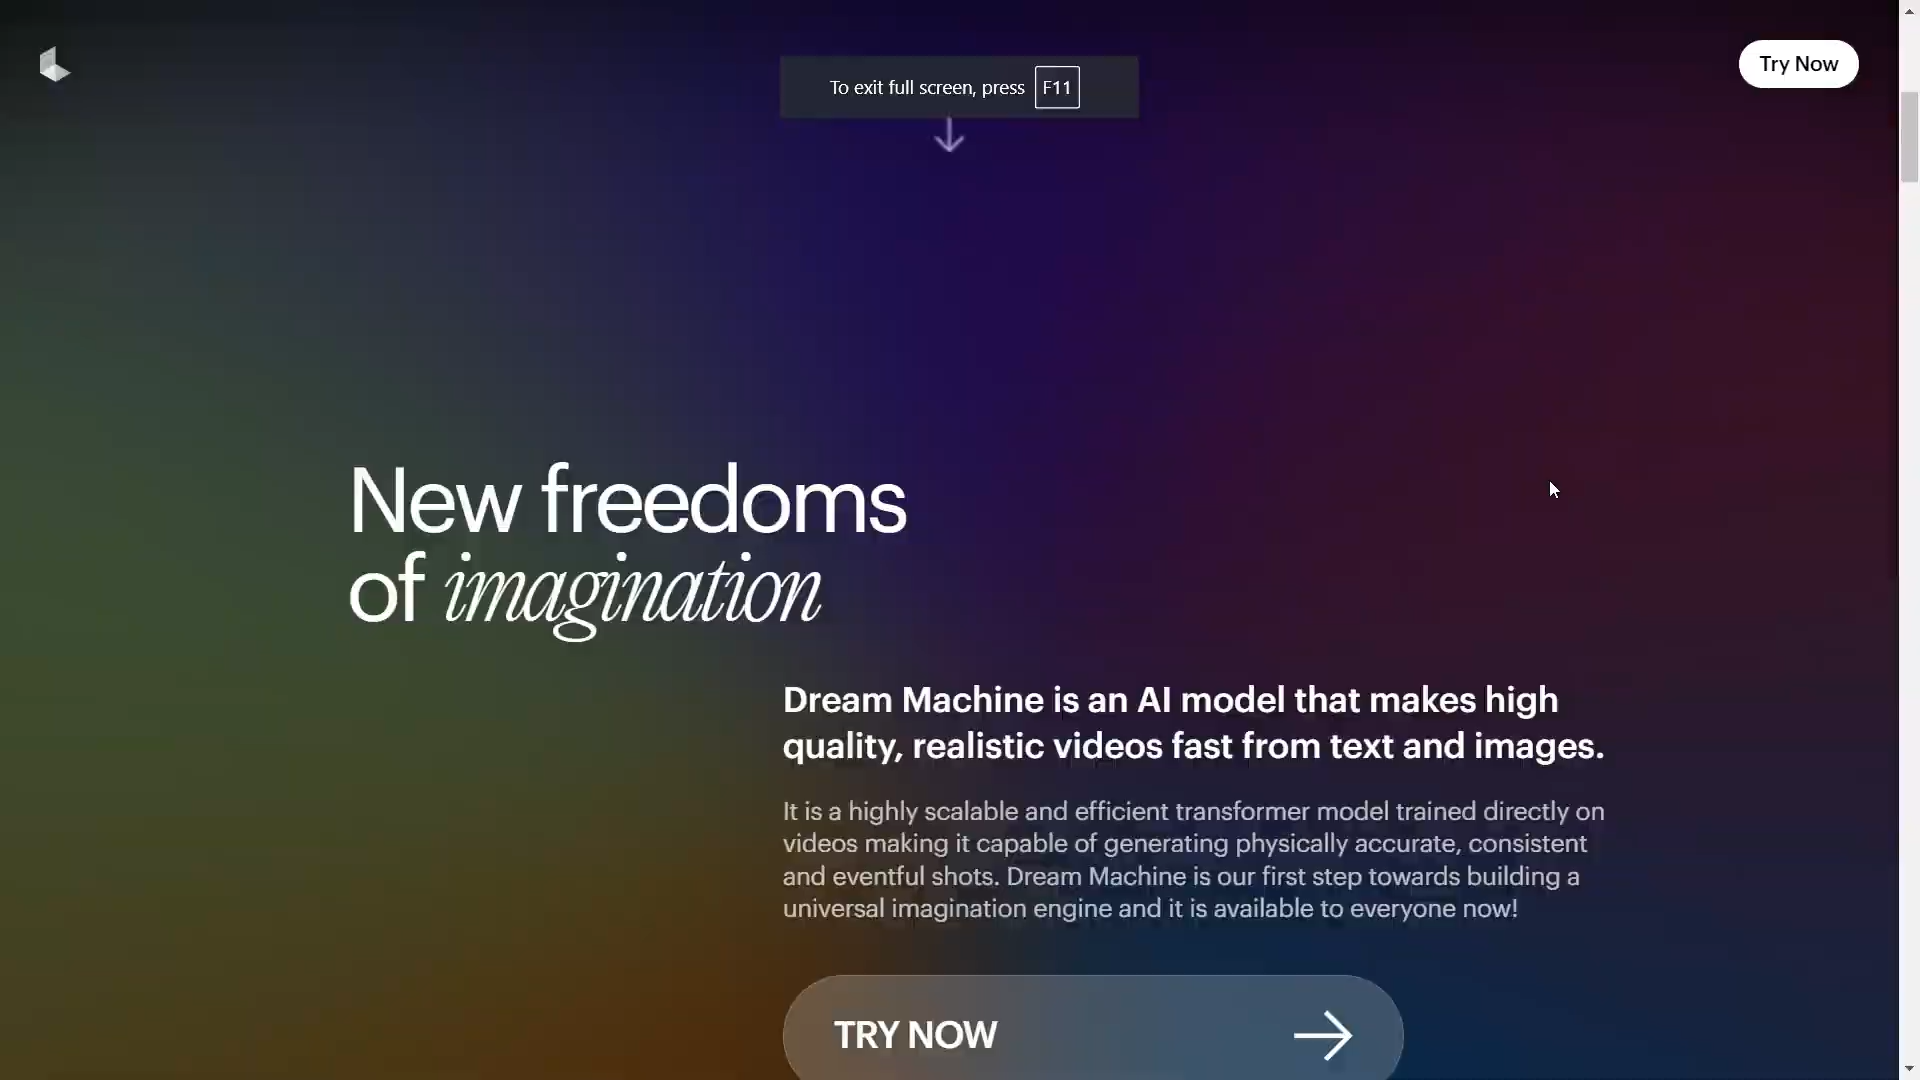 Try Now
To exit full screen, press F11
New freedoms
of imagination
Dream Machine is an AI model that makes high
quality, realistic videos fast from text and images.
It is a highly scalable and efficient transformer model trained directly on
videos making it capable of generating physically accurate, consistent
and eventful shots. Dream Machine is our first step towards building a
universal imagination engine and it is available to everyone now!
TRY NOW